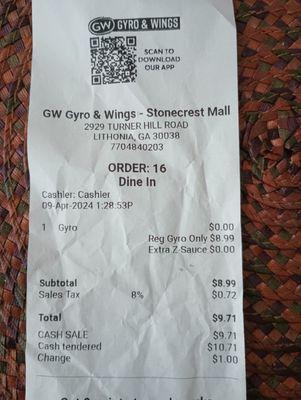 GW GYRO & WINGS
SCAN TO
DOWNLOAD
OUR APP
GW Gyro & Wings - Stonecrest Mall
2929 TURNER HILL ROAD
LITHONIA, GA 30038
7704840203
ORDER: 16
Dine In
Cashier: Cashier
09-Apr-2024 1:28:53P
1 Gyro $0.00
Reg Gyro Only $8.99
Extra Z-Sauce $0.00
Subtotal $8.99
Sales Tax 8% $0.72
Total $9.71
CASH SALE $9.71
Cash tendered $10.71
Change $1.00